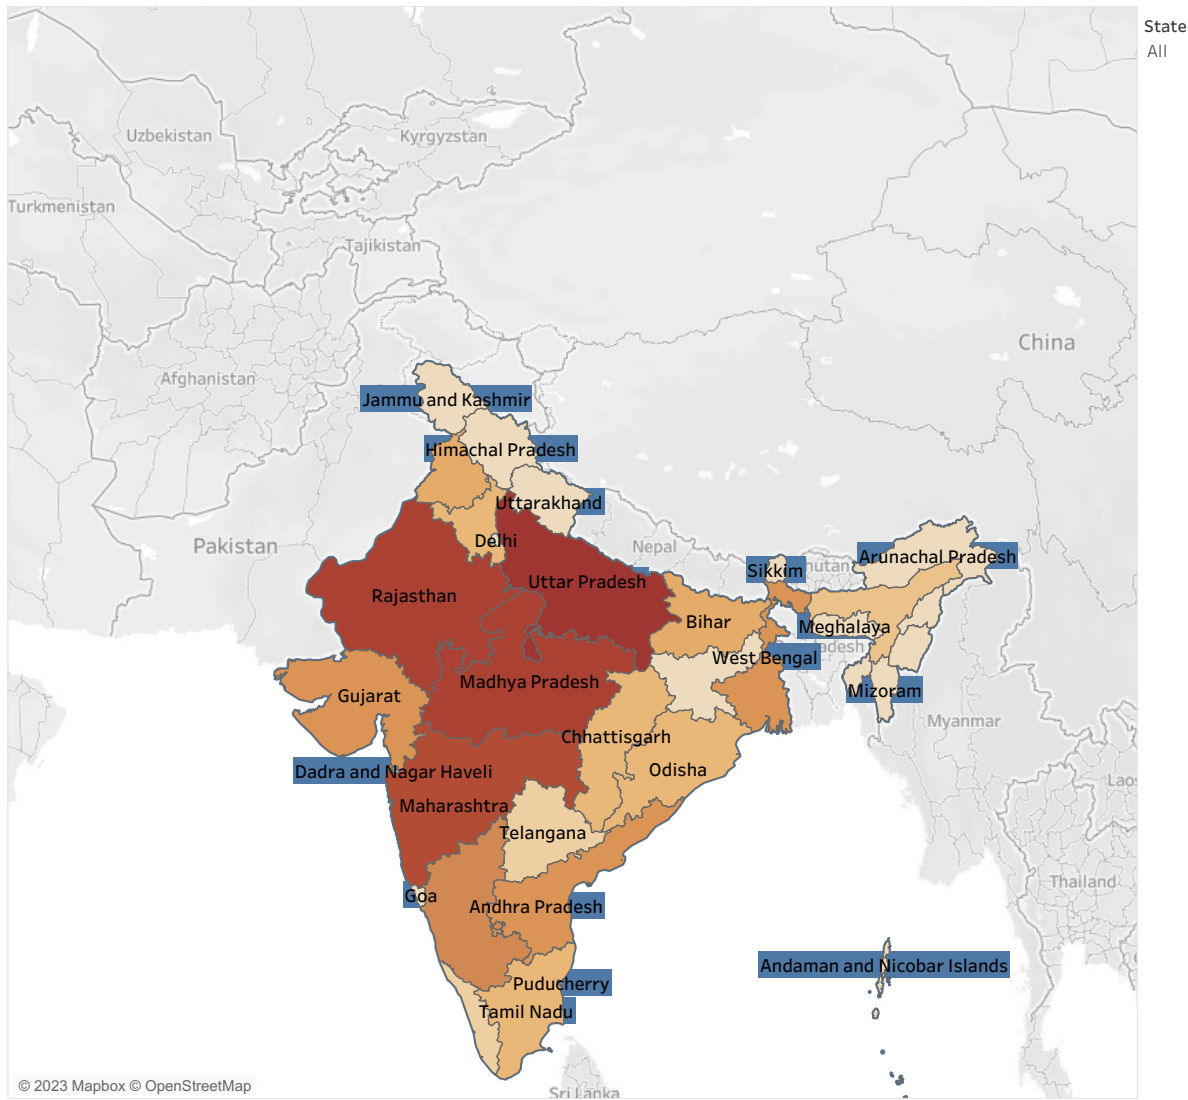 State
All
Uzbekistan
Kyrgyzstan
Turkmenistan
Tajikistan
China
Afghanistan
Jammu and Kashmir
Himachal Pradesh
Uttarakhand
Pakistan
Delhi
Nepal
Arunachal Pradesh
Sikkim
hutan
Uttar Pradesh
Rajasthan
Bihar
Meghalaya
ladesh
West Bengal
Madhya Pradesh
Mizoram
Gujarat
Myanmar
Chhattisgarh
Odisha
Dadra and Nagar Haveli
Laos
Maharashtra
Telangana
Thailand
Goa
Andhra Pradesh
Andaman and Nicobar Islands
Puducherry
Tamil Nadu
© 2023 Mapbox © OpenStreetMap
Sri Lanka